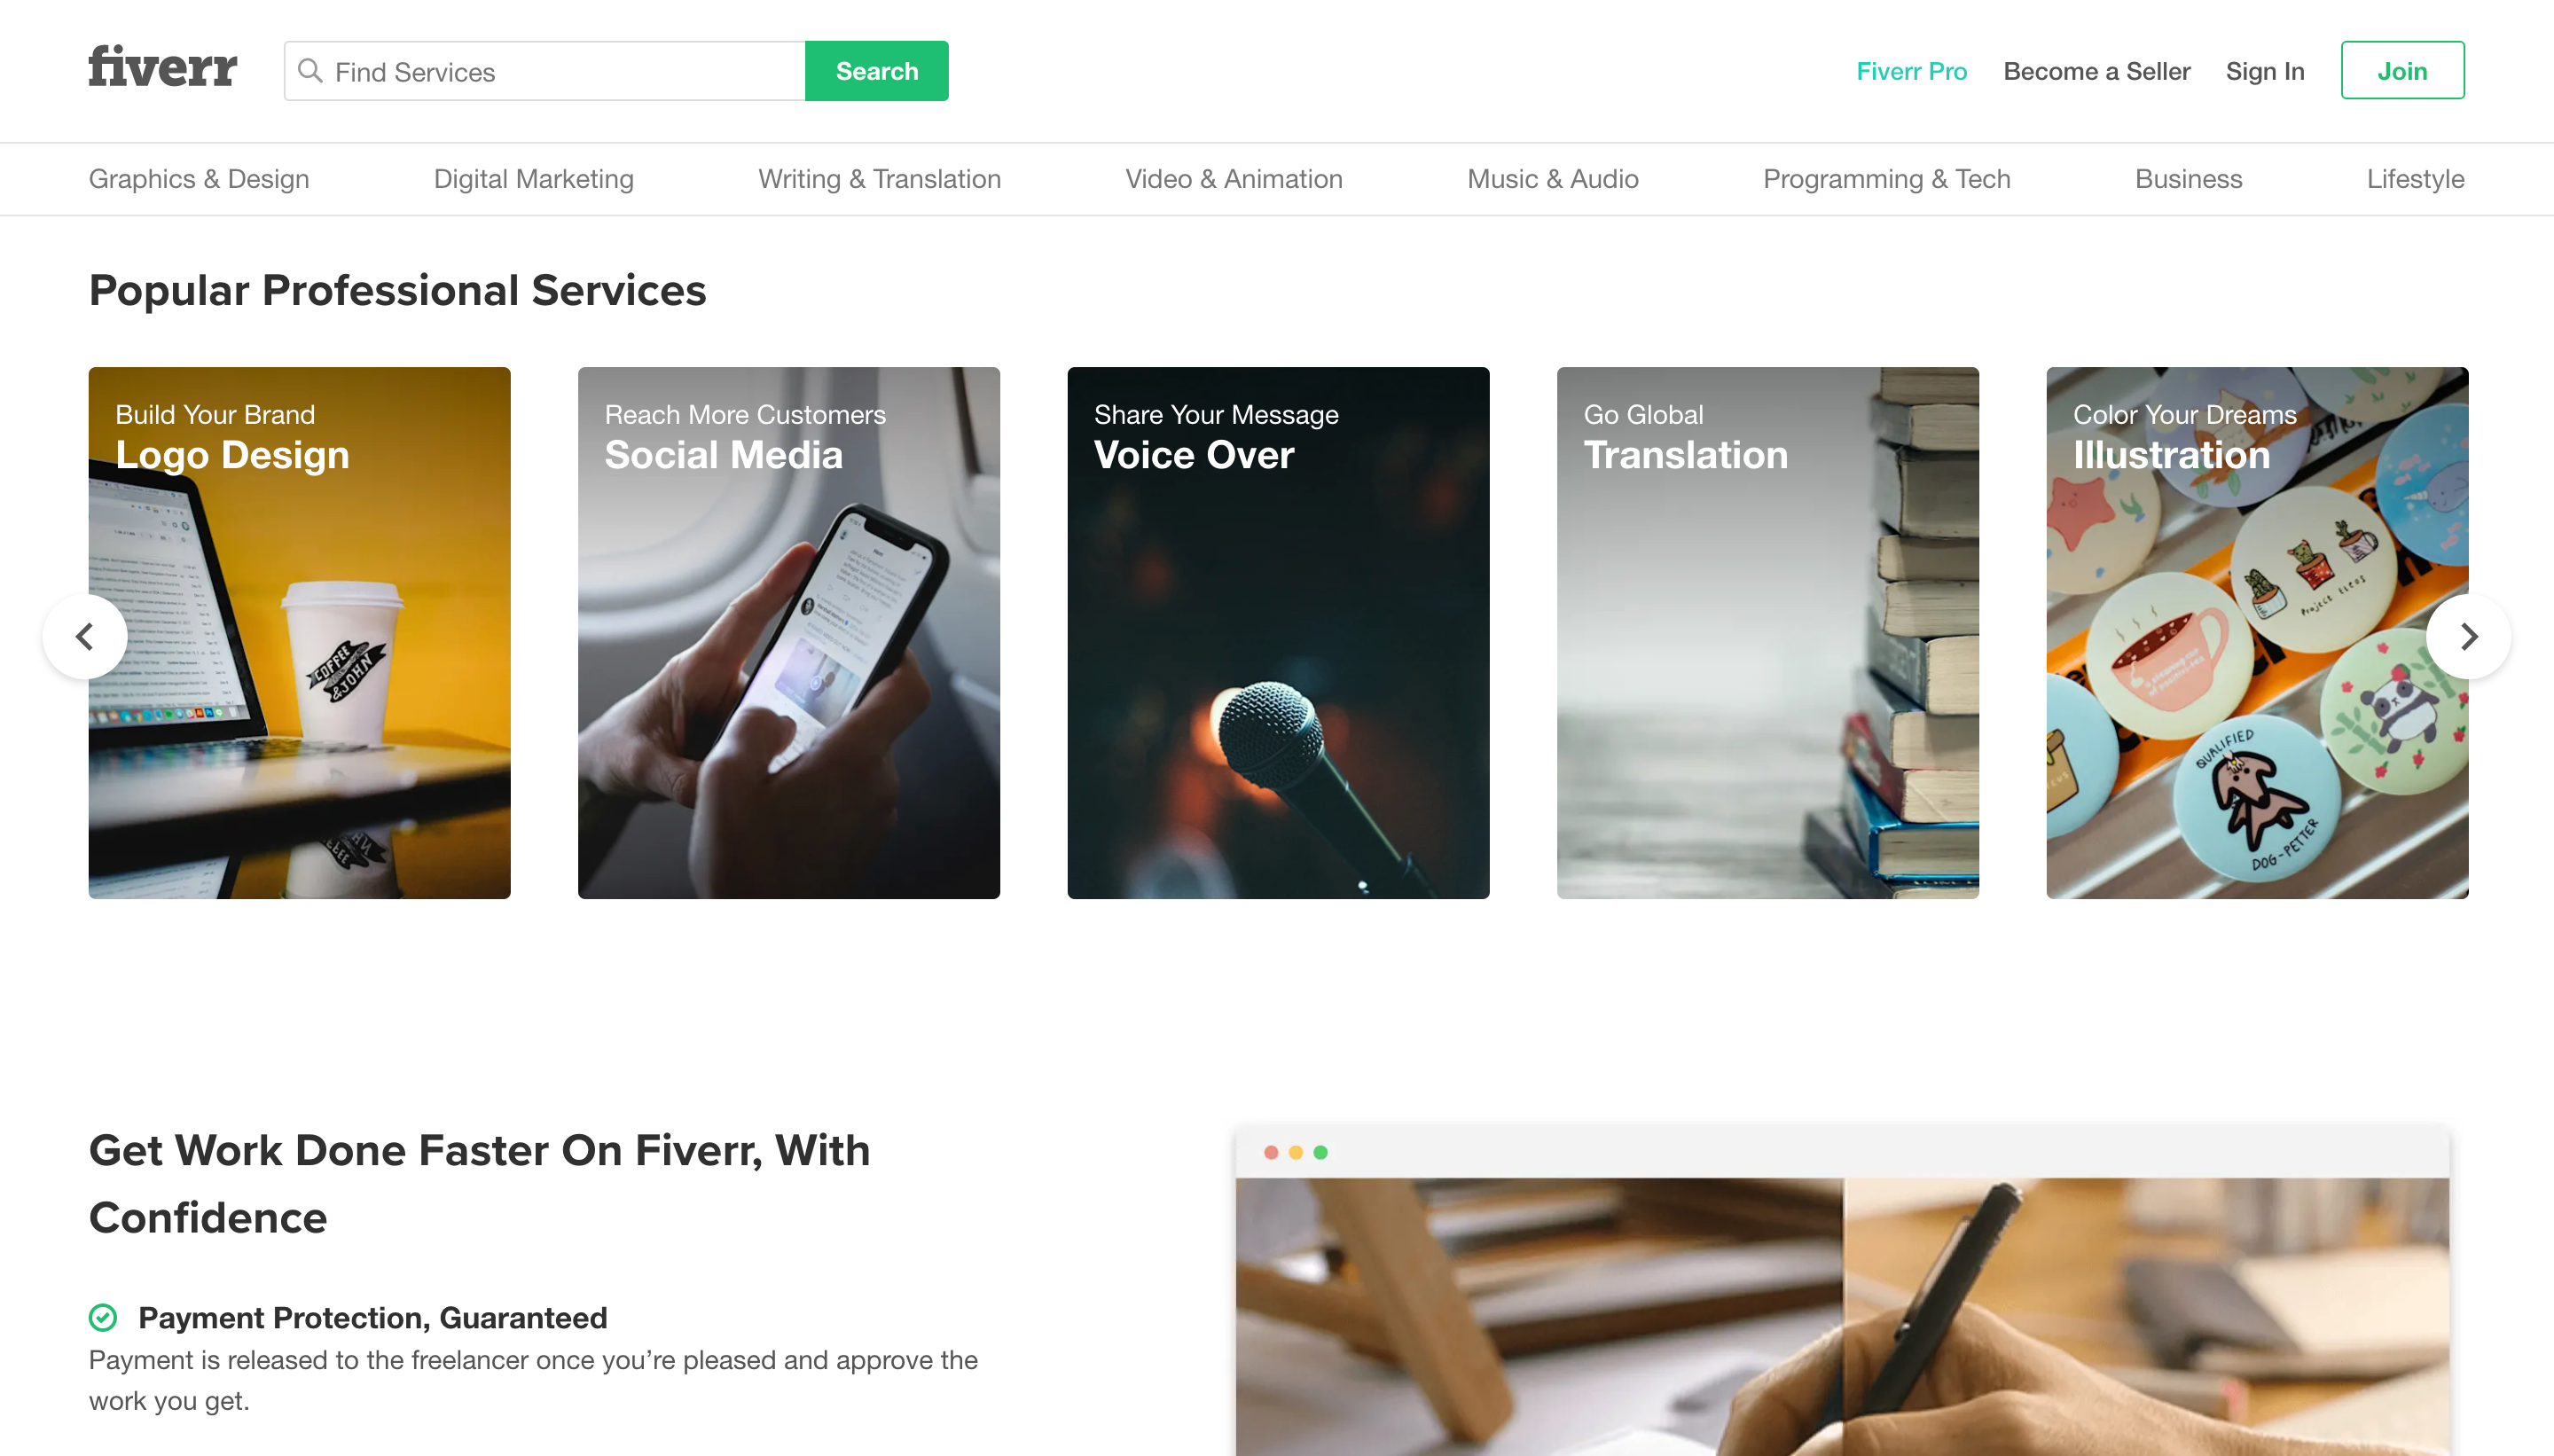 fiverr
Find Services
Search
Fiverr Pro
Become a Seller
Sign In
Join
Graphics & Design
Digital Marketing
Writing & Translation
Video & Animation
Music & Audio
Programming & Tech
Business
Lifestyle
Popular Professional Services
Build Your Brand
Logo Design
COFFEE
&JOHN
Reach More Customers
Social Media
Share Your Message
Voice Over
Go Global
Translation
Color Your Dreams
Illustration
QUALIFIED
DOG-PETTER
Get Work Done Faster On Fiverr, With
Confidence
Payment Protection, Guaranteed
Payment is released to the freelancer once you’re pleased and approve the
work you get.